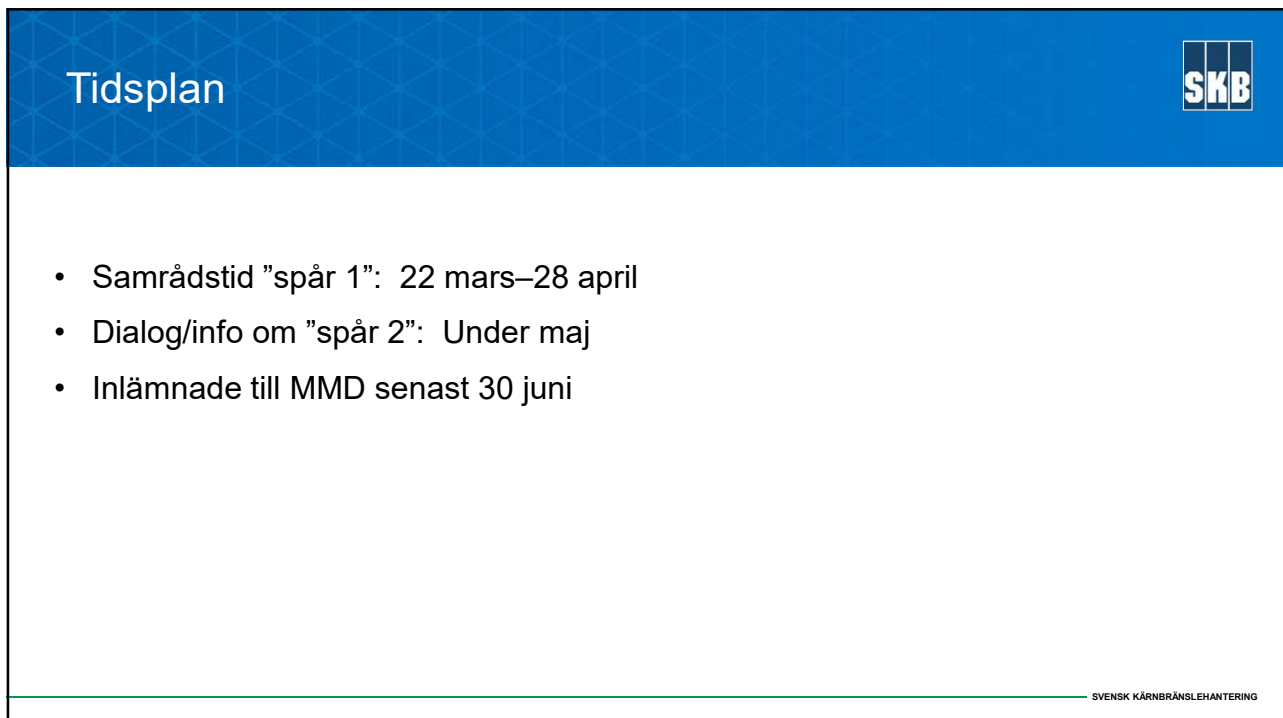 Tidsplan
SKB
• Samrådstid ”spår 1”: 22 mars–28 april
• Dialog/info om ”spår 2”: Under maj
• Inlämnade till MMD senast 30 juni
SVENSK KÄRNBRÄNSLEHANTERING